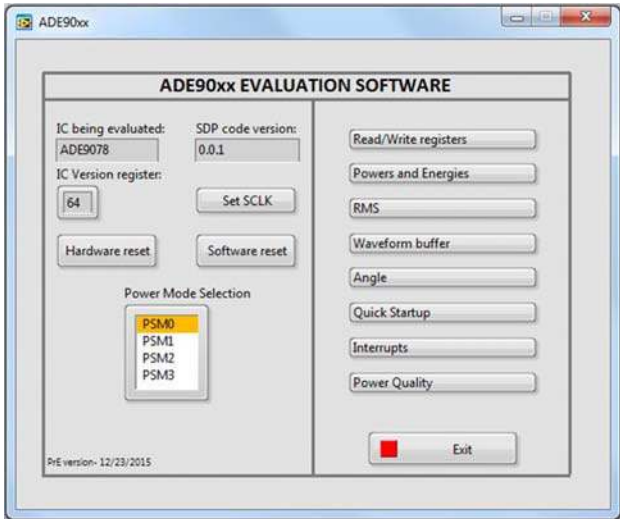 ADE90xx
ADE90xx EVALUATION SOFTWARE
IC being evaluated:
ADE9078
SDP code version:
0.0.1
IC Version register:
64
Set SCLK
Hardware reset
Software reset
Power Mode Selection
PSM0
PSM1
PSM2
PSM3
PrE version- 12/23/2015
Read/Write registers
Powers and Energies
RMS
Waveform buffer
Angle
Quick Startup
Interrupts
Power Quality
Exit